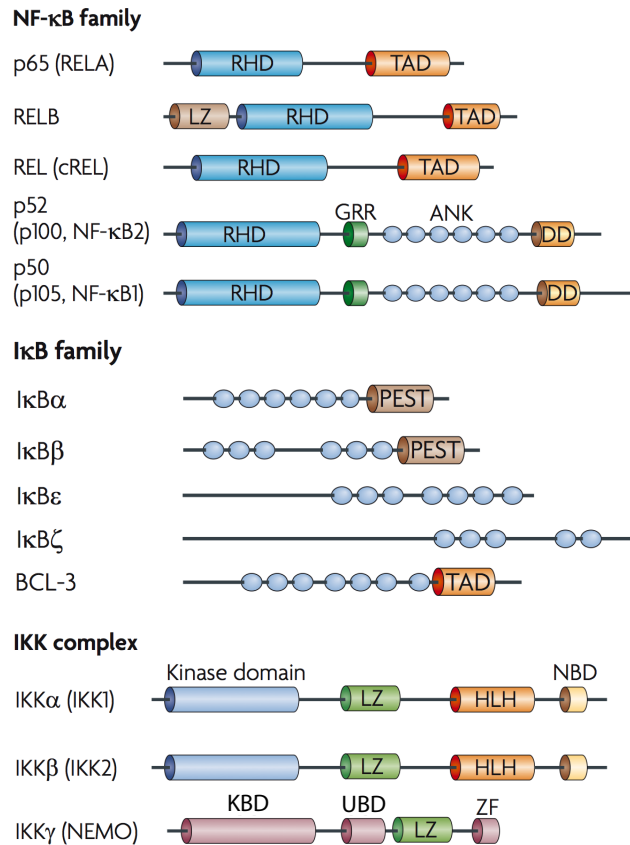 NF-κB family
p65 (RELA) RHD TAD
RELB LZ RHD TAD
REL (cREL) RHD TAD
p52 GRR ANK
(p100, NF-κB2) RHD DD
p50
(p105, NF-κB1) RHD DD
IκB family
IκBα PEST
IκBβ PEST
IκBε
IκBζ
BCL-3 TAD
IKK complex
Kinase domain NBD
IKKα (IKK1) LZ HLH
IKKβ (IKK2) LZ HLH
KBD UBD ZF
IKKγ (NEMO) LZ